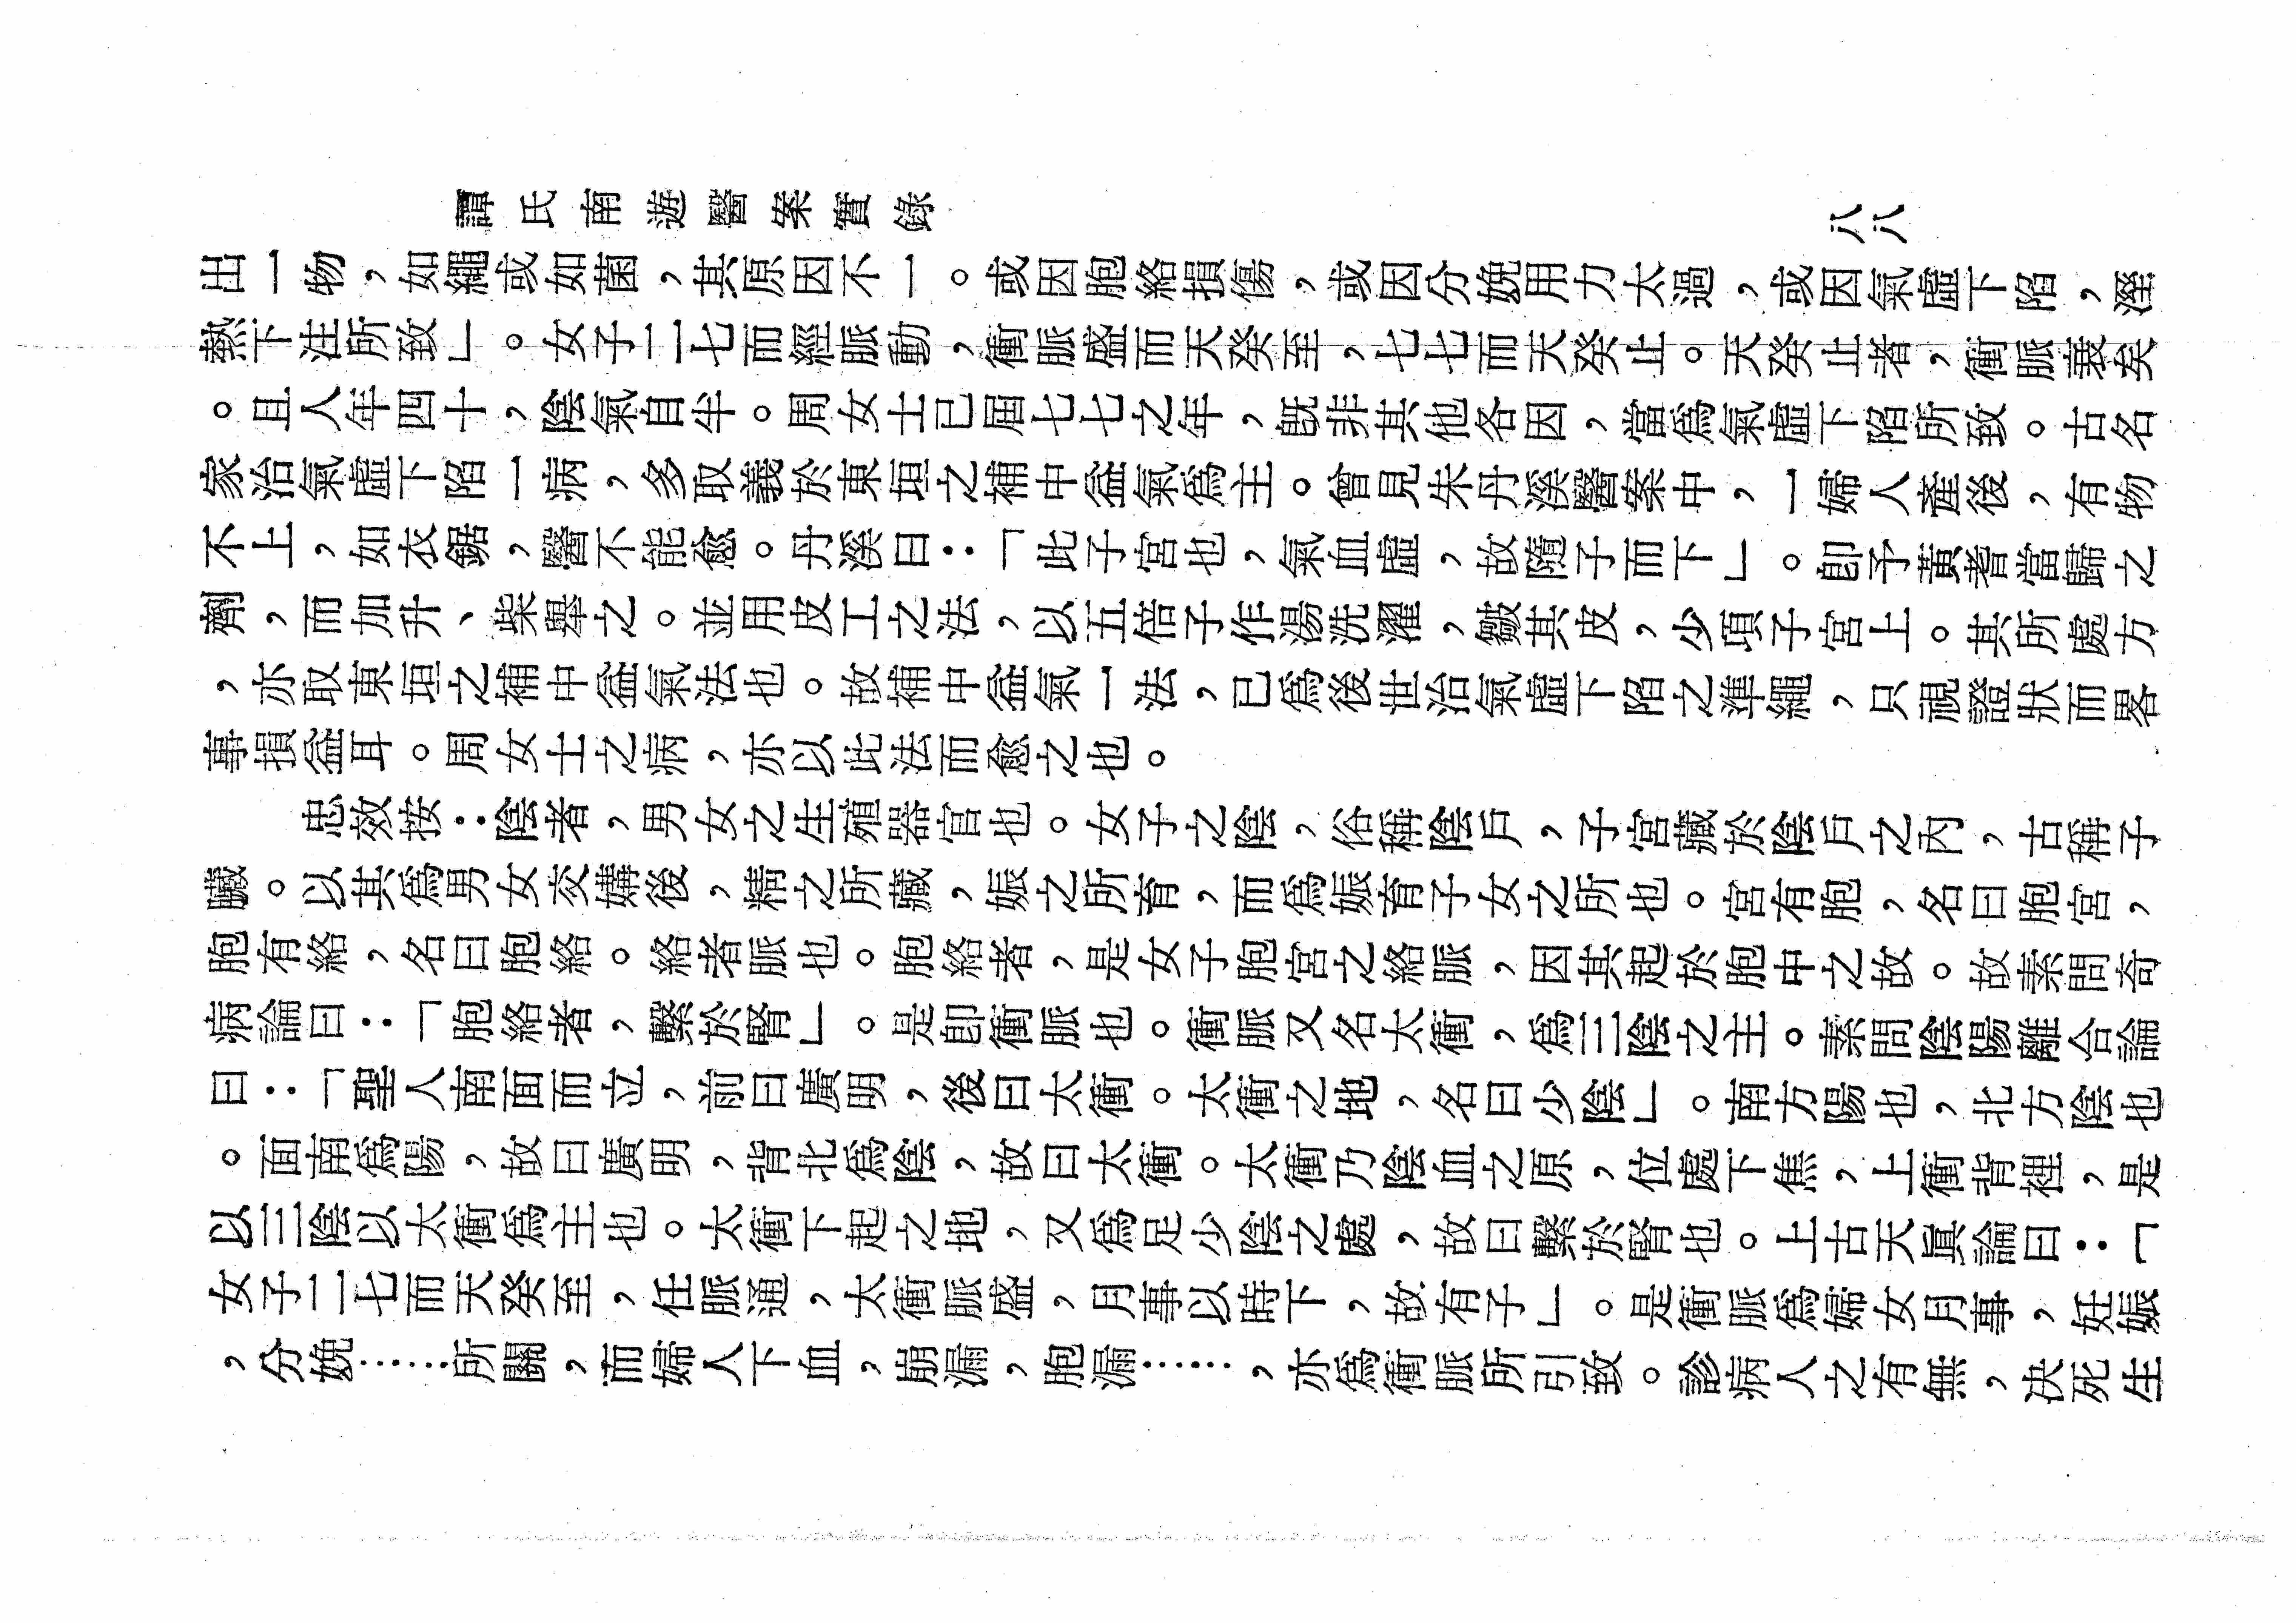 譚氏南遊醫案實錄
八八
出一物，如繩或如菌，其原因不一。或因胞絡損傷，或因分娩用力太過，或因氣虛下陷，溼
熱下注所致」。女子二七而經脈動，衝脈盛而天癸至，七七而天癸止。天癸止者，衝脈衰矣
。且人年四十，陰氣自半。周女士已屆七七之年，旣非其他各因，當爲氣虛下陷所致。古名
家治氣虛下陷一病，多取義於東垣之補中益氣爲主。曾見朱丹溪醫案中，一婦人產後，有物
不上，如衣鋸，醫不能愈。丹溪曰：「此子宮也，氣血虛，故隨子而下」。卽予黃耆當歸之
劑，而加升、柴舉之。並用皮工之法，以五倍子作湯洗濯，皺其皮，少項子宮上。其所處方
，亦取東垣之補中益氣法也。故補中益氣一法，已爲後世治氣虛下陷之準繩，只視證狀而畧
事損益耳。周女士之病，亦以此法而愈之也。
忠效按：陰者，男女之生殖器官也。女子之陰，俗稱陰戶，子宮藏於陰戶之內，古稱子
臟。以其爲男女交媾後，精之所藏，娠之所育，而爲娠育子女之所也。宮有胞，名曰胞宮，
胞有絡，名曰胞絡。絡者脈也。胞絡者，是女子胞宮之絡脈，因其起於胞中之故。故素問奇
病論曰：「胞絡者，繫於腎」。是卽衝脈也。衝脈又名太衝，爲三陰之主。素問陰陽離合論
曰：「聖人南面而立，前曰廣明，後曰太衝。太衝之地，名曰少陰」。南方陽也，北方陰也
。面南爲陽，故曰廣明，背北爲陰，故曰太衝。太衝乃陰血之原，位處下焦，上衝背裡，是
以三陰以太衝爲主也。太衝下起之地，又爲足少陰之處，故曰繫於腎也。上古天眞論曰：「
女子二七而天癸至，任脈通，太衝脈盛，月事以時下，故有子」。是衝脈爲婦女月事，妊娠
，分娩……所關，而婦人下血，崩漏，胞漏……，亦爲衝脈所引致。診病人之有無，決死生